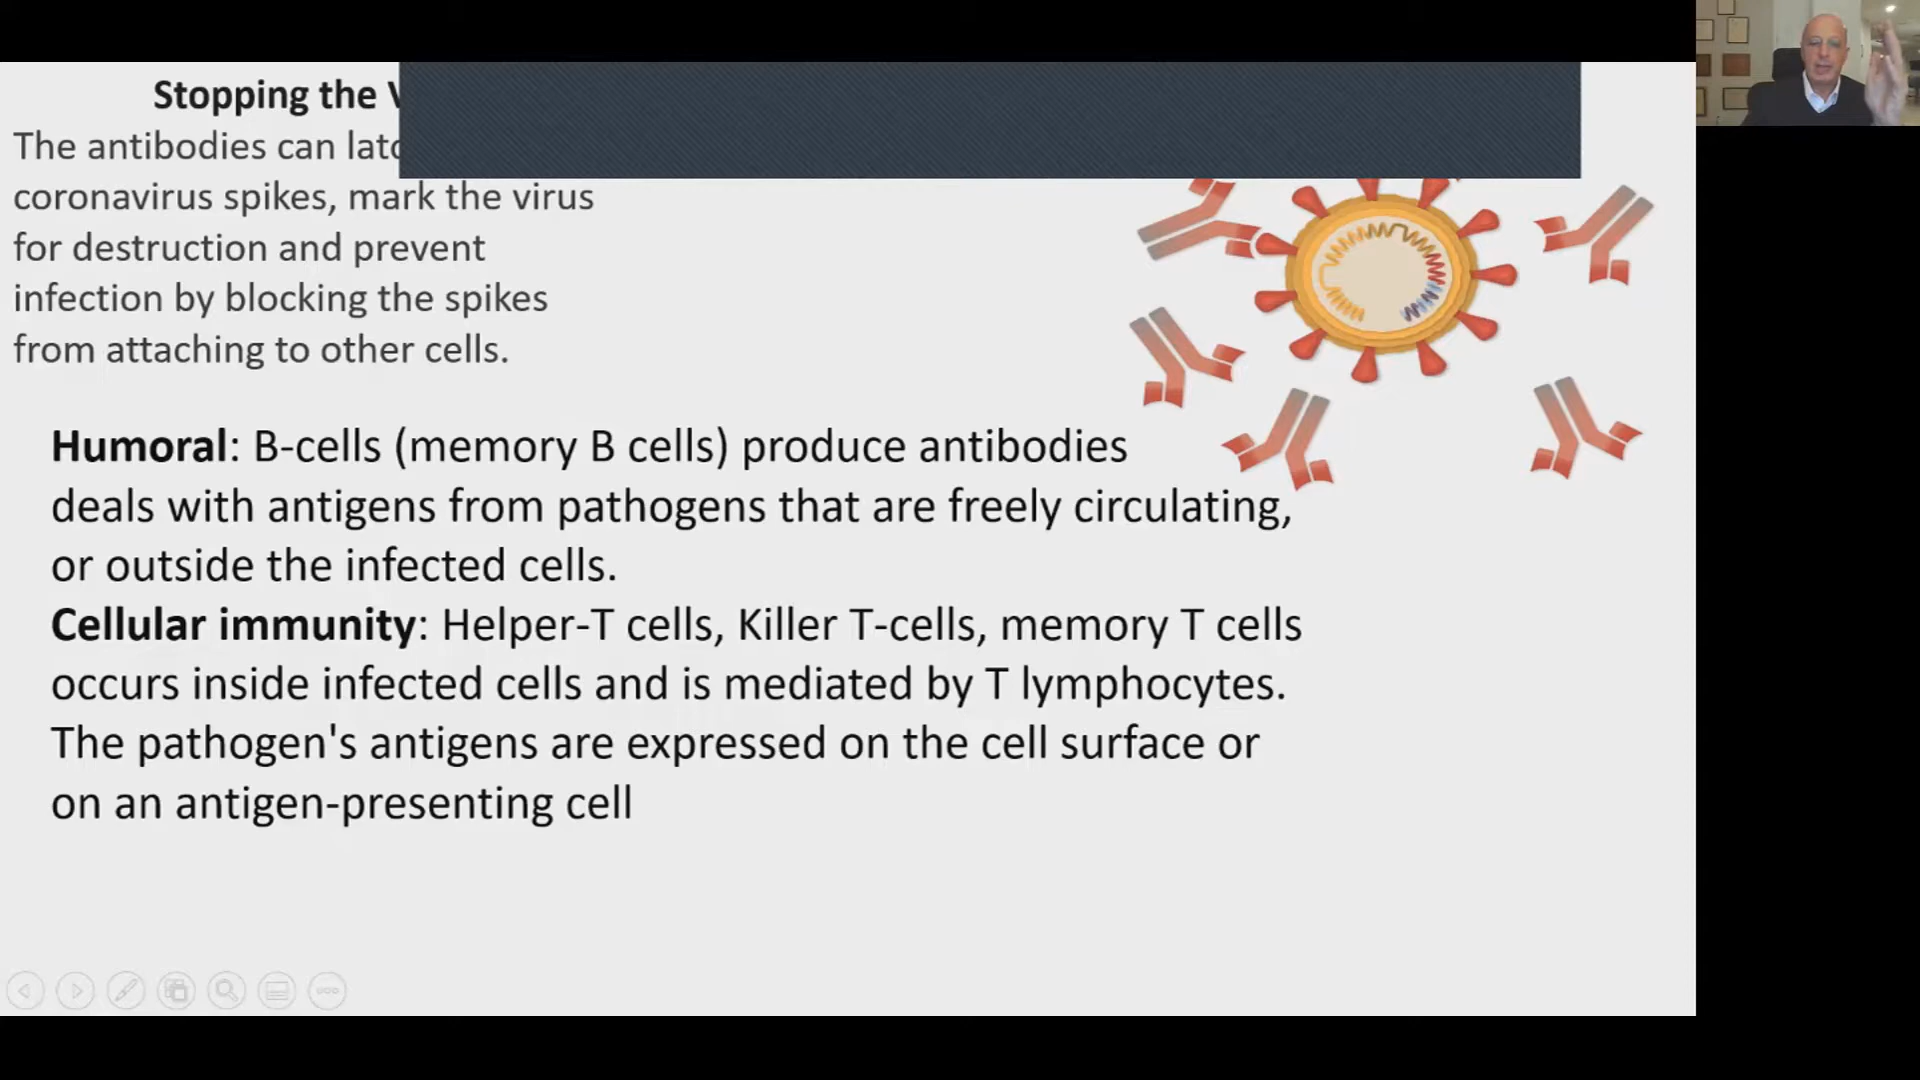 Stopping the
The antibodies can
coronavirus spikes, mark the virus
for destruction and prevent
infection by blocking the spikes
from attaching to other cells.
Humoral: B-cells (memory B cells) produce antibodies
deals with antigens from pathogens that are freely circulating,
or outside the infected cells.
Cellular immunity: Helper-T cells, Killer T-cells, memory T cells
occurs inside infected cells and is mediated by T lymphocytes.
The pathogen's antigens are expressed on the cell surface or
on an antigen-presenting cell